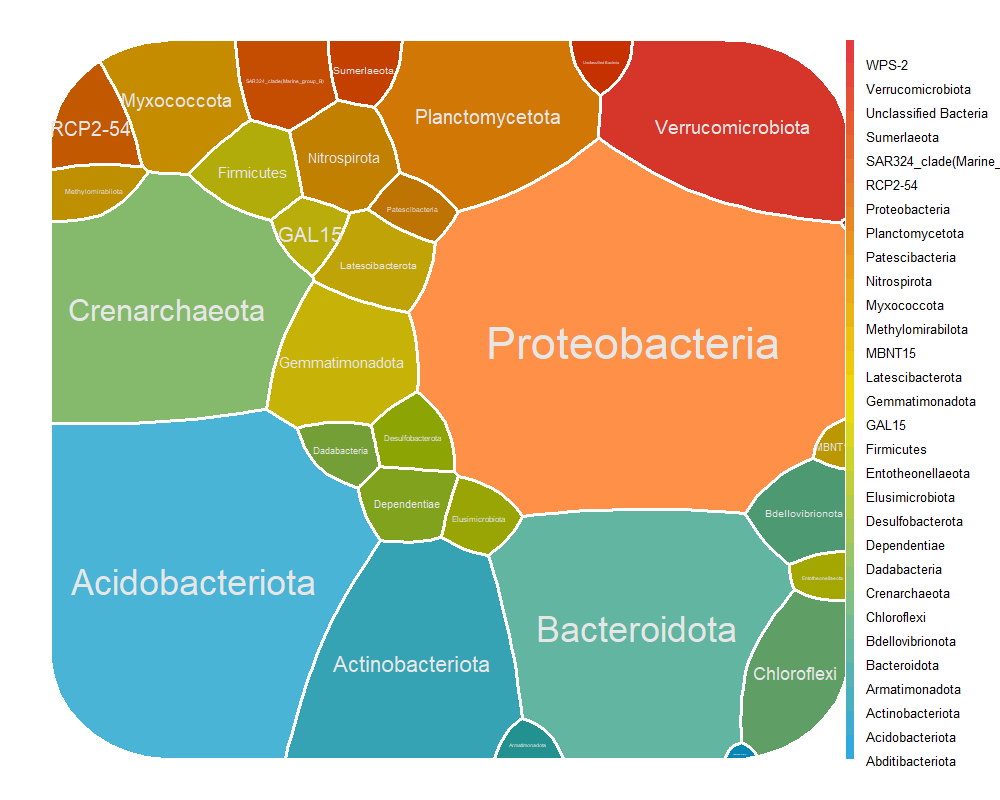 Sumerlaeota
Unclassified Bacteria
SAR324_clade(Marine_group_B)
Myxococcota
Planctomycetota
RCP2-54
Verrucomicrobiota
Nitrospirota
Firmicutes
Methylomirabilota
Patescibacteria
GAL15
Latescibacterota
Crenarchaeota
Proteobacteria
Gemmatimonadota
Desulfobacterota
MBNT
Dadabacteria
Dependentiae
Bdellovibrionota
Elusimicrobiota
Entotheonellaeota
Acidobacteriota
Bacteroidota
Actinobacteriota
Chloroflexi
Armatimonadota
WPS-2
Verrucomicrobiota
Unclassified Bacteria
Sumerlaeota
SAR324_clade(Marine_
RCP2-54
Proteobacteria
Planctomycetota
Patescibacteria
Nitrospirota
Myxococcota
Methylomirabilota
MBNT15
Latescibacterota
Gemmatimonadota
GAL15
Firmicutes
Entotheonellaeota
Elusimicrobiota
Desulfobacterota
Dependentiae
Dadabacteria
Crenarchaeota
Chloroflexi
Bdellovibrionota
Bacteroidota
Armatimonadota
Actinobacteriota
Acidobacteriota
Abditibacteriota